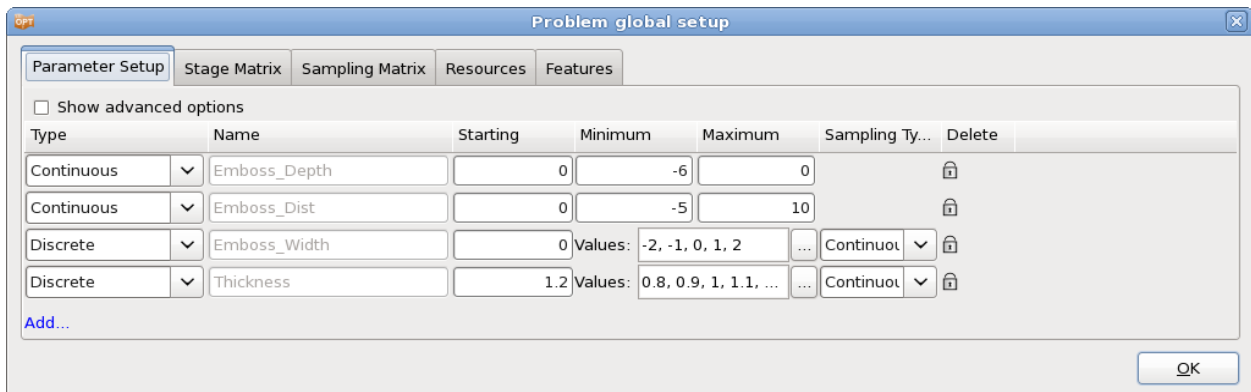 OPT Problem global setup
Parameter Setup Stage Matrix Sampling Matrix Resources Features
Show advanced options
Type Name Starting Minimum Maximum Sampling Ty... Delete
Continuous Emboss_Depth 0 -6 0
Continuous Emboss_Dist 0 -5 10
Discrete Emboss_Width 0 Values: -2, -1, 0, 1, 2 ... Continuou
Discrete Thickness 1.2 Values: 0.8, 0.9, 1, 1.1, ... ... Continuou
Add...
OK